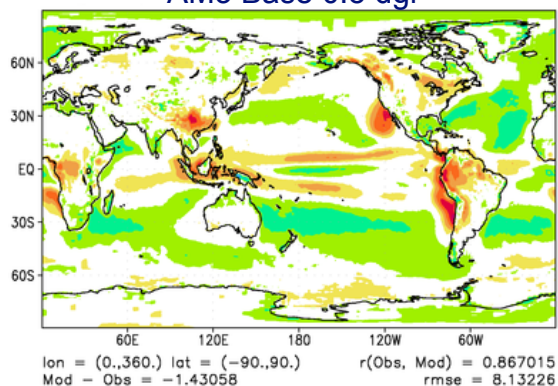 60N
30N
EQ
30S
60S
60E 120E 180 120W 60W
lon = (0.,360.) lat = (−90.,90.) r(Obs, Mod) = 0.867015
Mod − Obs = −1.43058 rmse = 8.13226